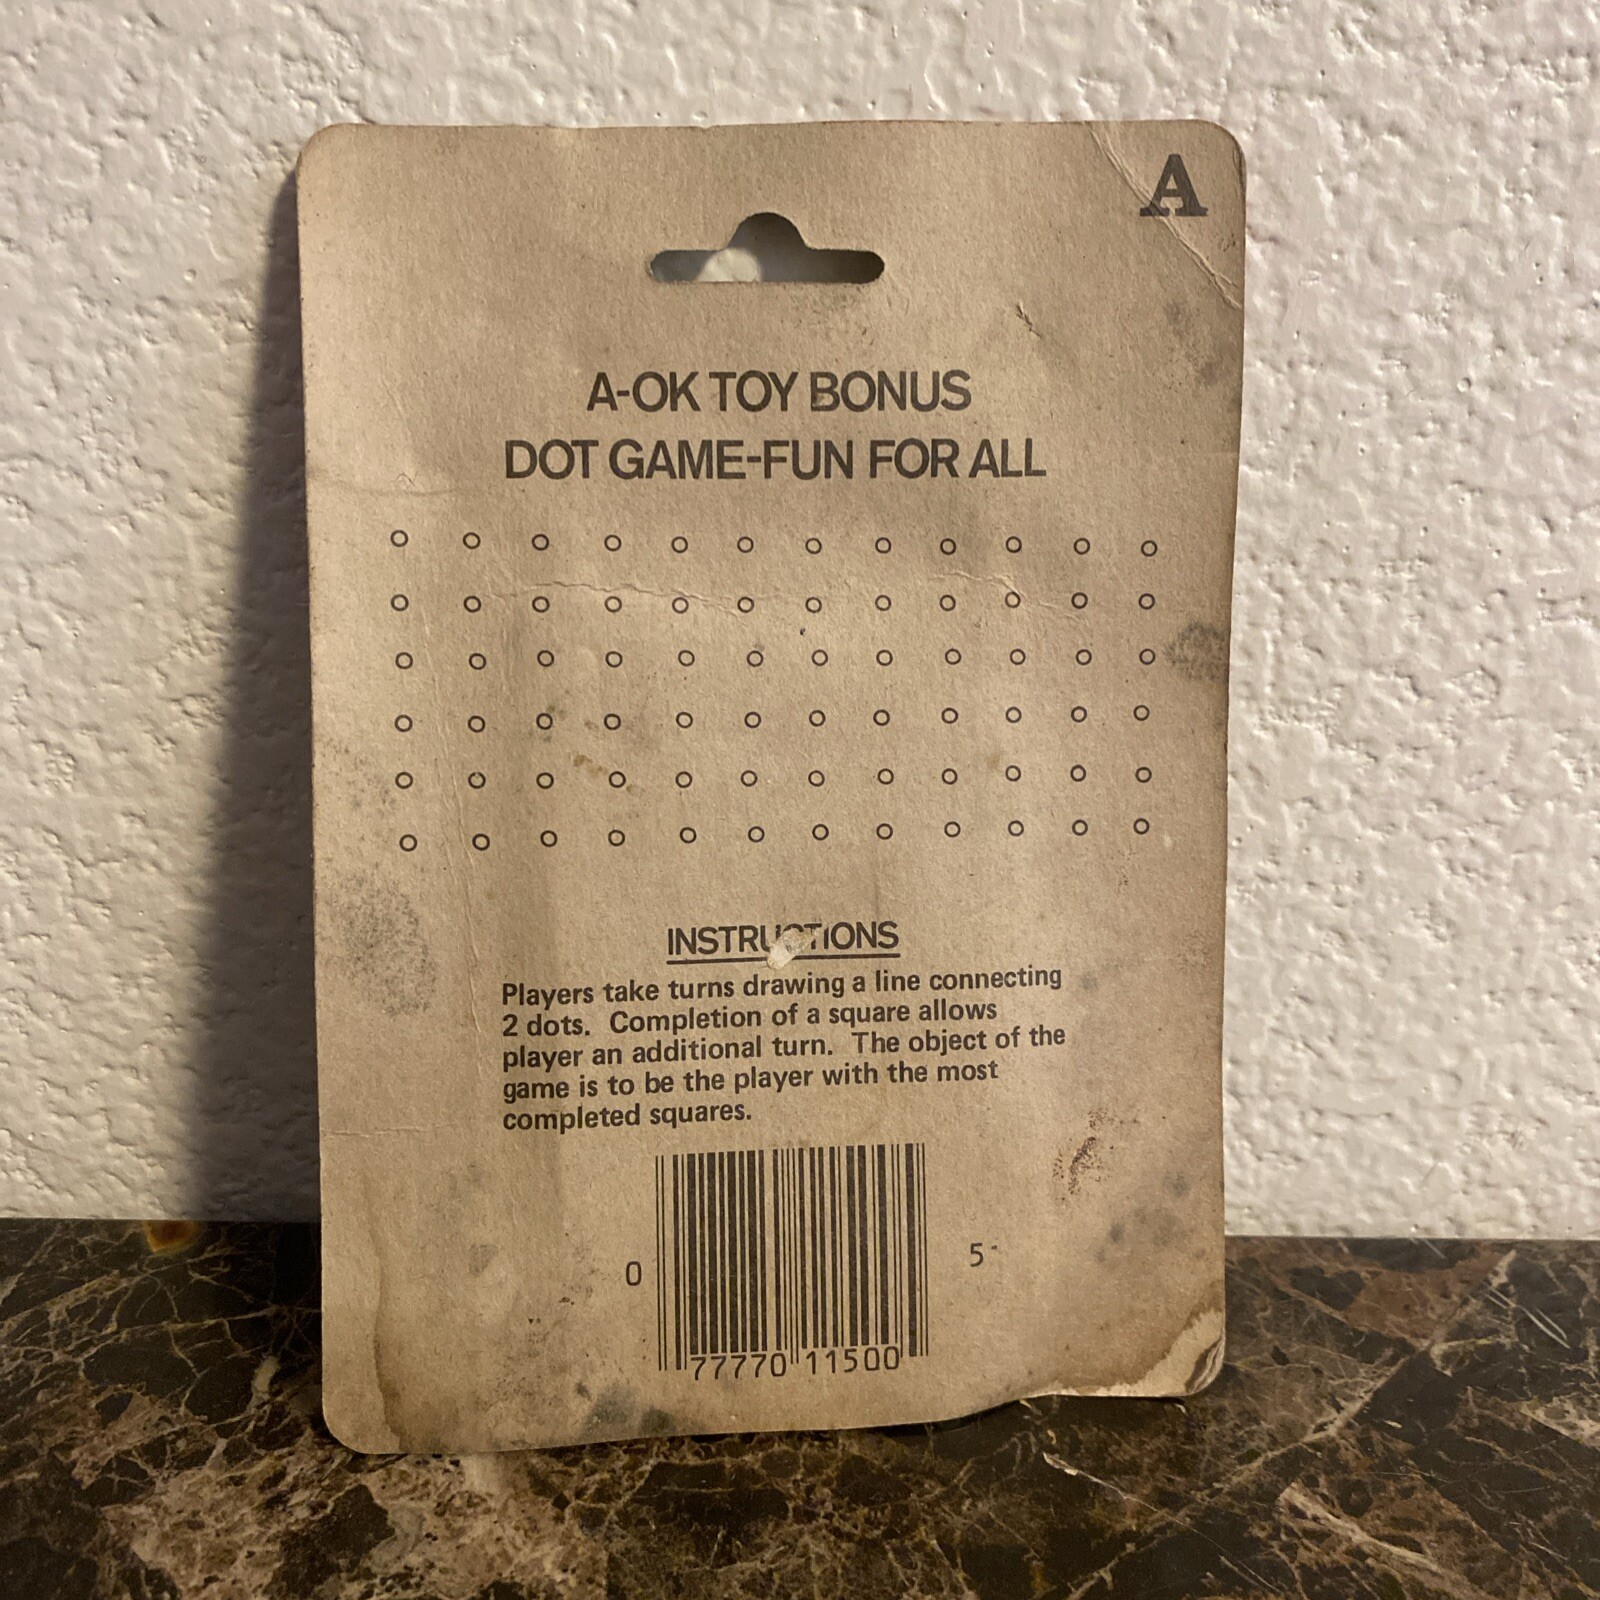 A
A-OK TOY BONUS
DOT GAME-FUN FOR ALL
INSTRUCTIONS
Players take turns drawing a line connecting
2 dots. Completion of a square allows
player an additional turn. The object of the
game is to be the player with the most
completed squares.
0 77770 11500 5